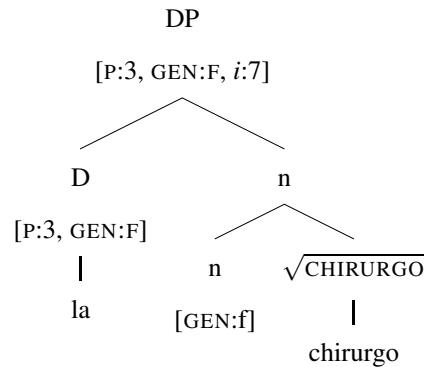 DP
[P:3, GEN:F, i:7]
D n
[P:3, GEN:F] n √CHIRURGO
la [GEN:f] chirurgo